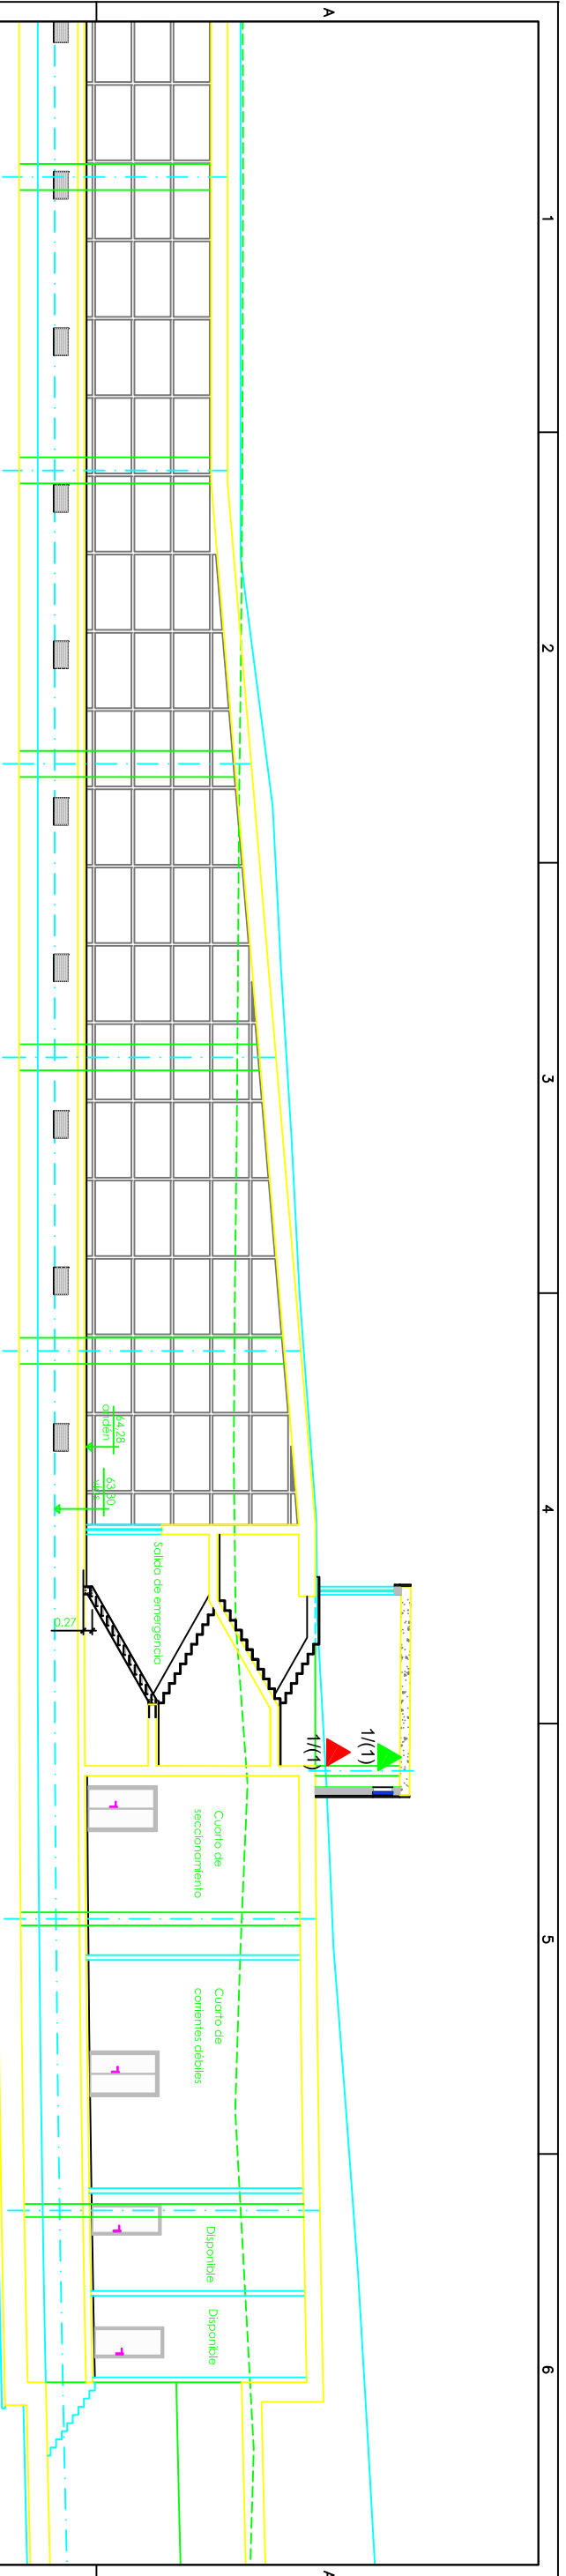 A
1
2
3
4
5
6
64.28
andén
63.30
vías
0.27
Salida de emergencia
1/(1)
1/(1)
Cuarto de
seccionamiento
Cuarto de
corrientes débiles
Disponible
Disponible
A